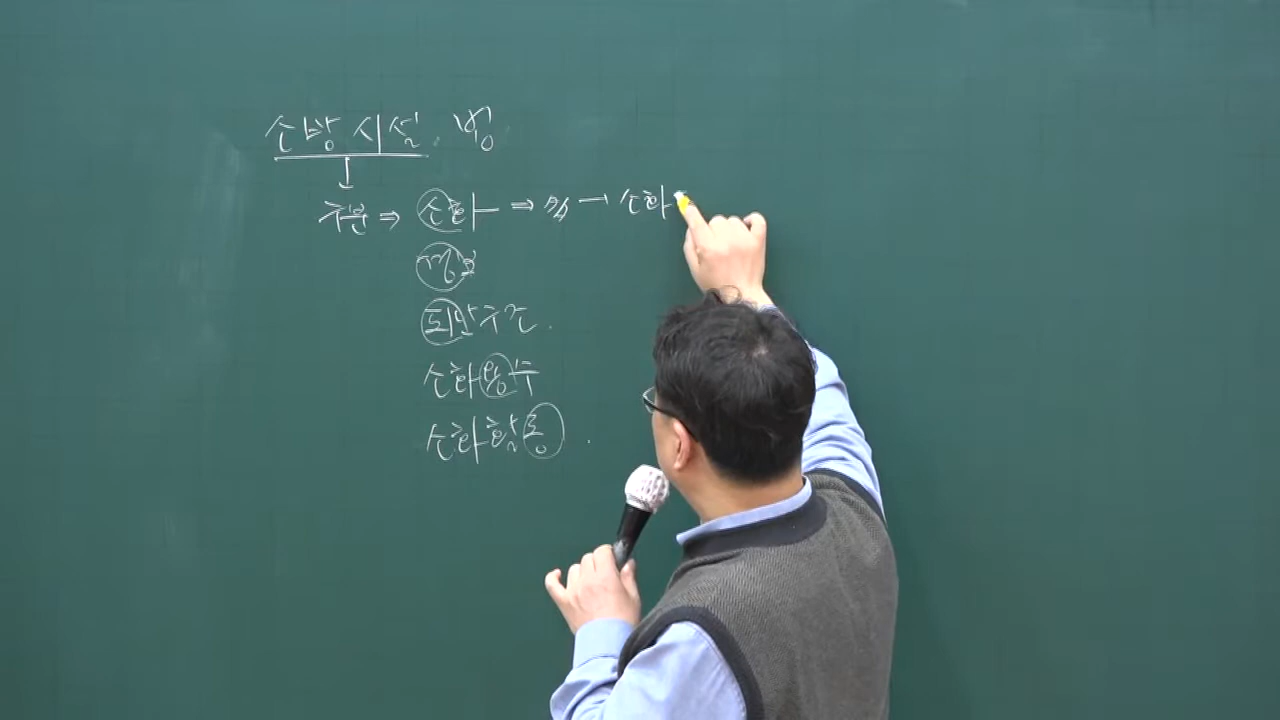 소방시설. 법
구분 ⇒ 소화 ⇒ → 소화
경보
피난구조.
소화용수
소화활동.